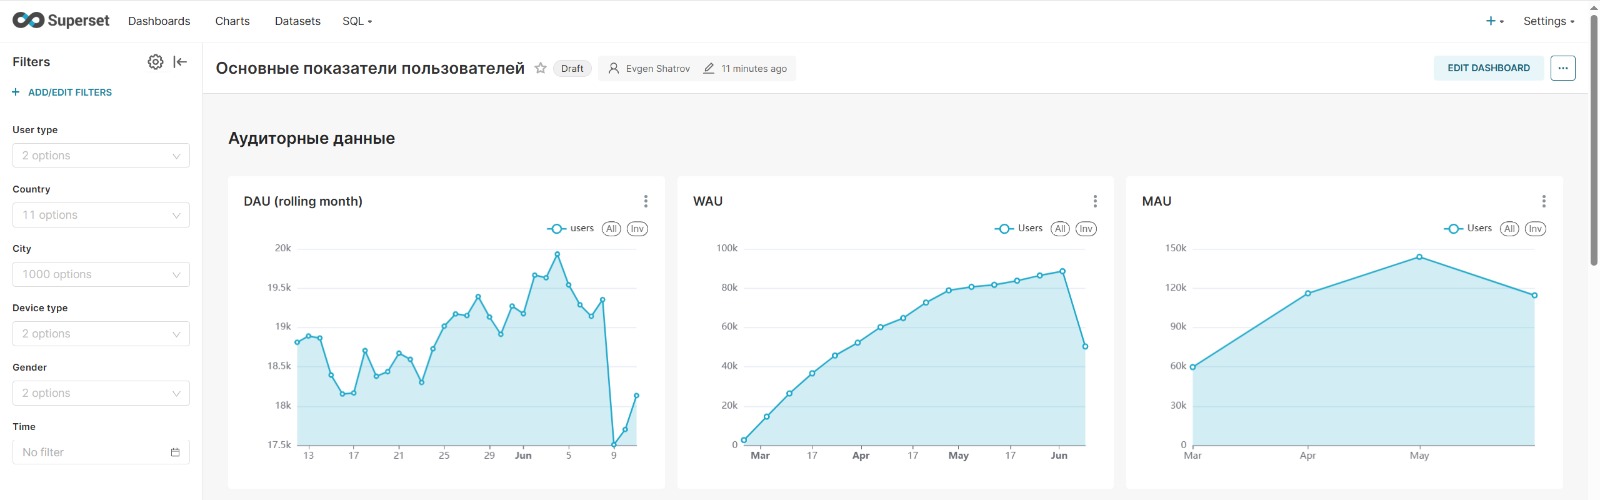 Superset Dashboards Charts Datasets SQL + Settings
Filters
+ ADD/EDIT FILTERS
User type
2 options
Country
11 options
City
1000 options
Device type
2 options
Gender
2 options
Time
No filter
Основные показатели пользователей Draft Evgen Shatrov 11 minutes ago EDIT DASHBOARD ...
Аудиторные данные
DAU (rolling month)
users All Inv
20k
19.5k
19k
18.5k
18k
17.5k
13 17 21 25 29 Jun 5 9
WAU
Users All Inv
100k
80k
60k
40k
20k
0
Mar 17 Apr 17 May 17 Jun
MAU
Users All Inv
150k
120k
90k
60k
30k
0
Mar Apr May